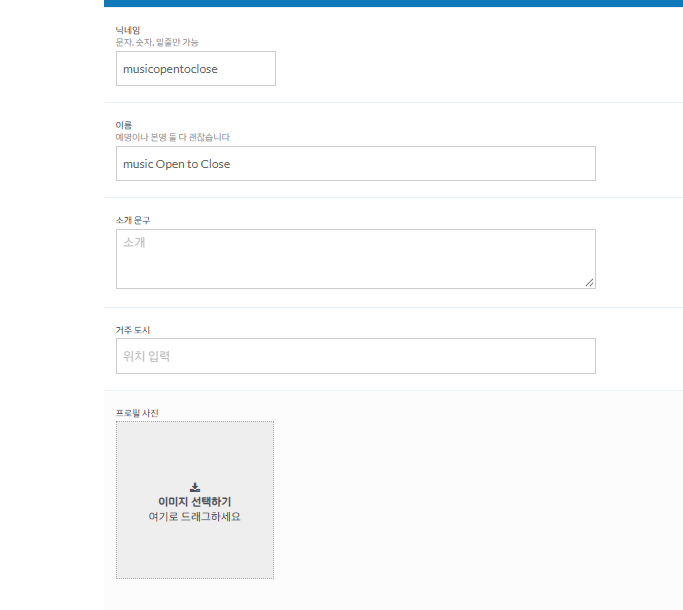 닉네임
문자, 숫자, 밑줄만 가능
musicopentoclose
이름
예명이나 본명 둘 다 괜찮습니다
music Open to Close
소개 문구
소개
거주 도시
위치 입력
프로필 사진
이미지 선택하기
여기로 드래그하세요